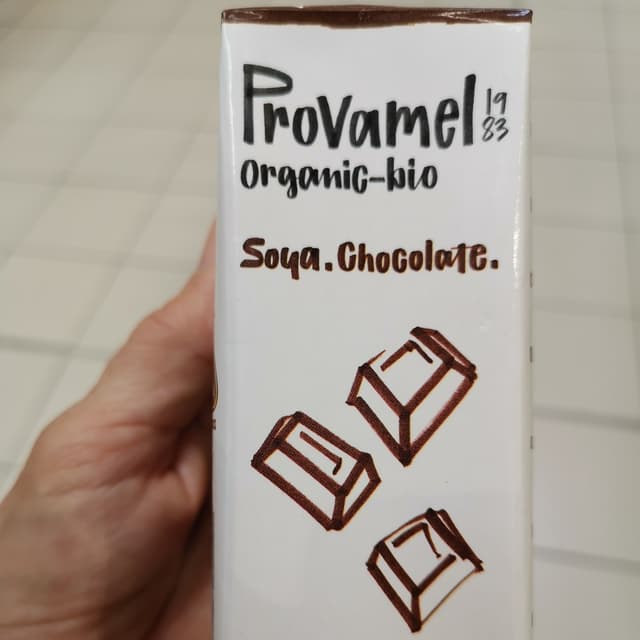 Provamel 19
83
Organic-bio
Soya. Chocolate.